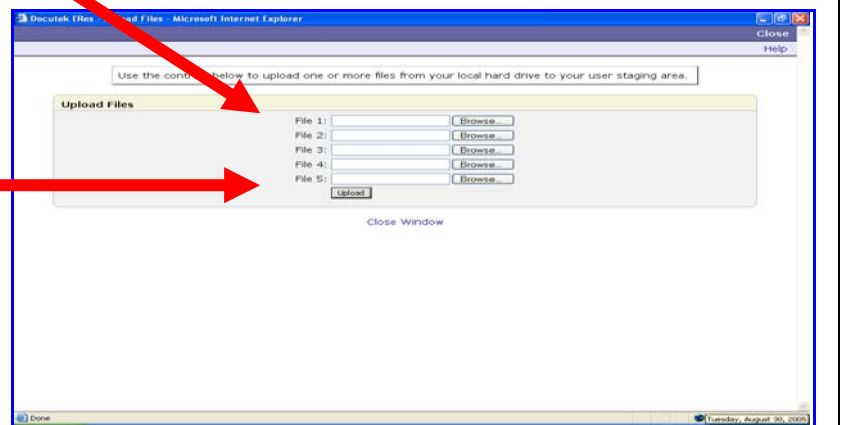 Docutek ERes - Upload Files - Microsoft Internet Explorer
Close
Help
Use the controls below to upload one or more files from your local hard drive to your user staging area.
Upload Files
File 1: Browse...
File 2: Browse...
File 3: Browse...
File 4: Browse...
File 5: Browse...
Upload
Close Window
Done
Tuesday, August 30, 2005